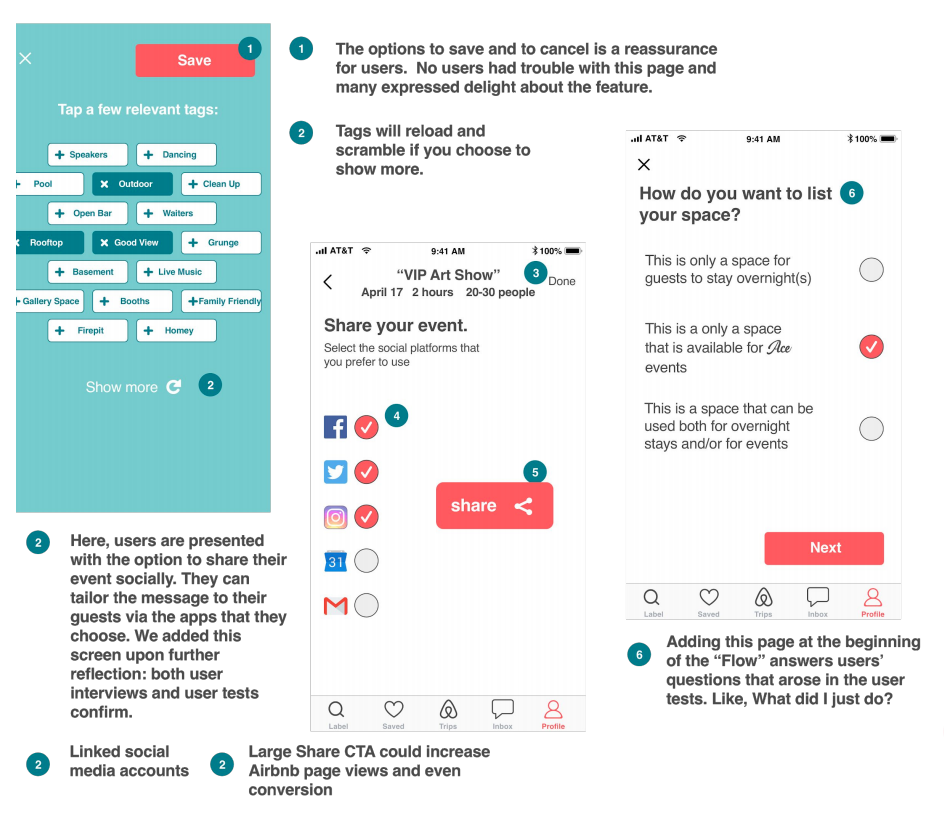 1
Save
Tap a few relevant tags:
+ Speakers
+ Dancing
+ Pool
× Outdoor
+ Clean Up
+ Open Bar
+ Waiters
× Rooftop
× Good View
+ Grunge
+ Basement
+ Live Music
+ Gallery Space
+ Booths
+ Family Friendly
+ Firepit
+ Homey
Show more
2
1
The options to save and to cancel is a reassurance
for users. No users had trouble with this page and
many expressed delight about the feature.
2
Tags will reload and
scramble if you choose to
show more.
AT&T 9:41 AM 100%
“VIP Art Show”
3
Done
April 17 2 hours 20-30 people
Share your event.
Select the social platforms that
you prefer to use
4
5
share
31
Label Saved Trips Inbox Profile
AT&T 9:41 AM 100%
How do you want to list
your space?
6
This is only a space for
guests to stay overnight(s)
This is a only a space
that is available for Ace
events
This is a space that can be
used both for overnight
stays and/or for events
Next
Label Saved Trips Inbox Profile
2
Here, users are presented
with the option to share their
event socially. They can
tailor the message to their
guests via the apps that they
choose. We added this
screen upon further
reflection: both user
interviews and user tests
confirm.
2
Linked social
media accounts
2
Large Share CTA could increase
Airbnb page views and even
conversion
6
Adding this page at the beginning
of the “Flow” answers users’
questions that arose in the user
tests. Like, What did I just do?